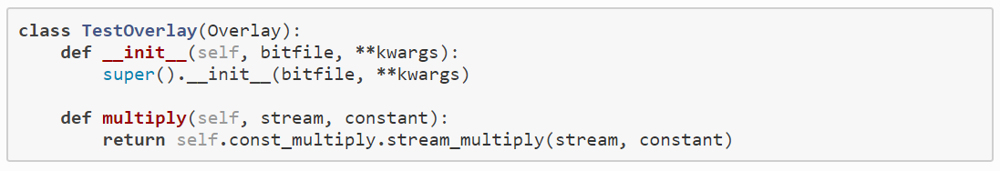 class TestOverlay(Overlay):
    def __init__(self, bitfile, **kwargs):
        super().__init__(bitfile, **kwargs)

    def multiply(self, stream, constant):
        return self.const_multiply.stream_multiply(stream, constant)